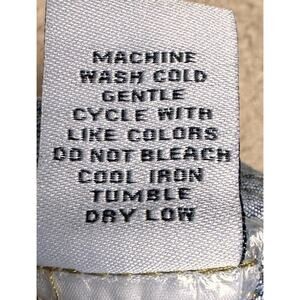 MACHINE
WASH COLD
GENTLE
CYCLE WITH
LIKE COLORS
DO NOT BLEACH
COOL IRON
TUMBLE
DRY LOW